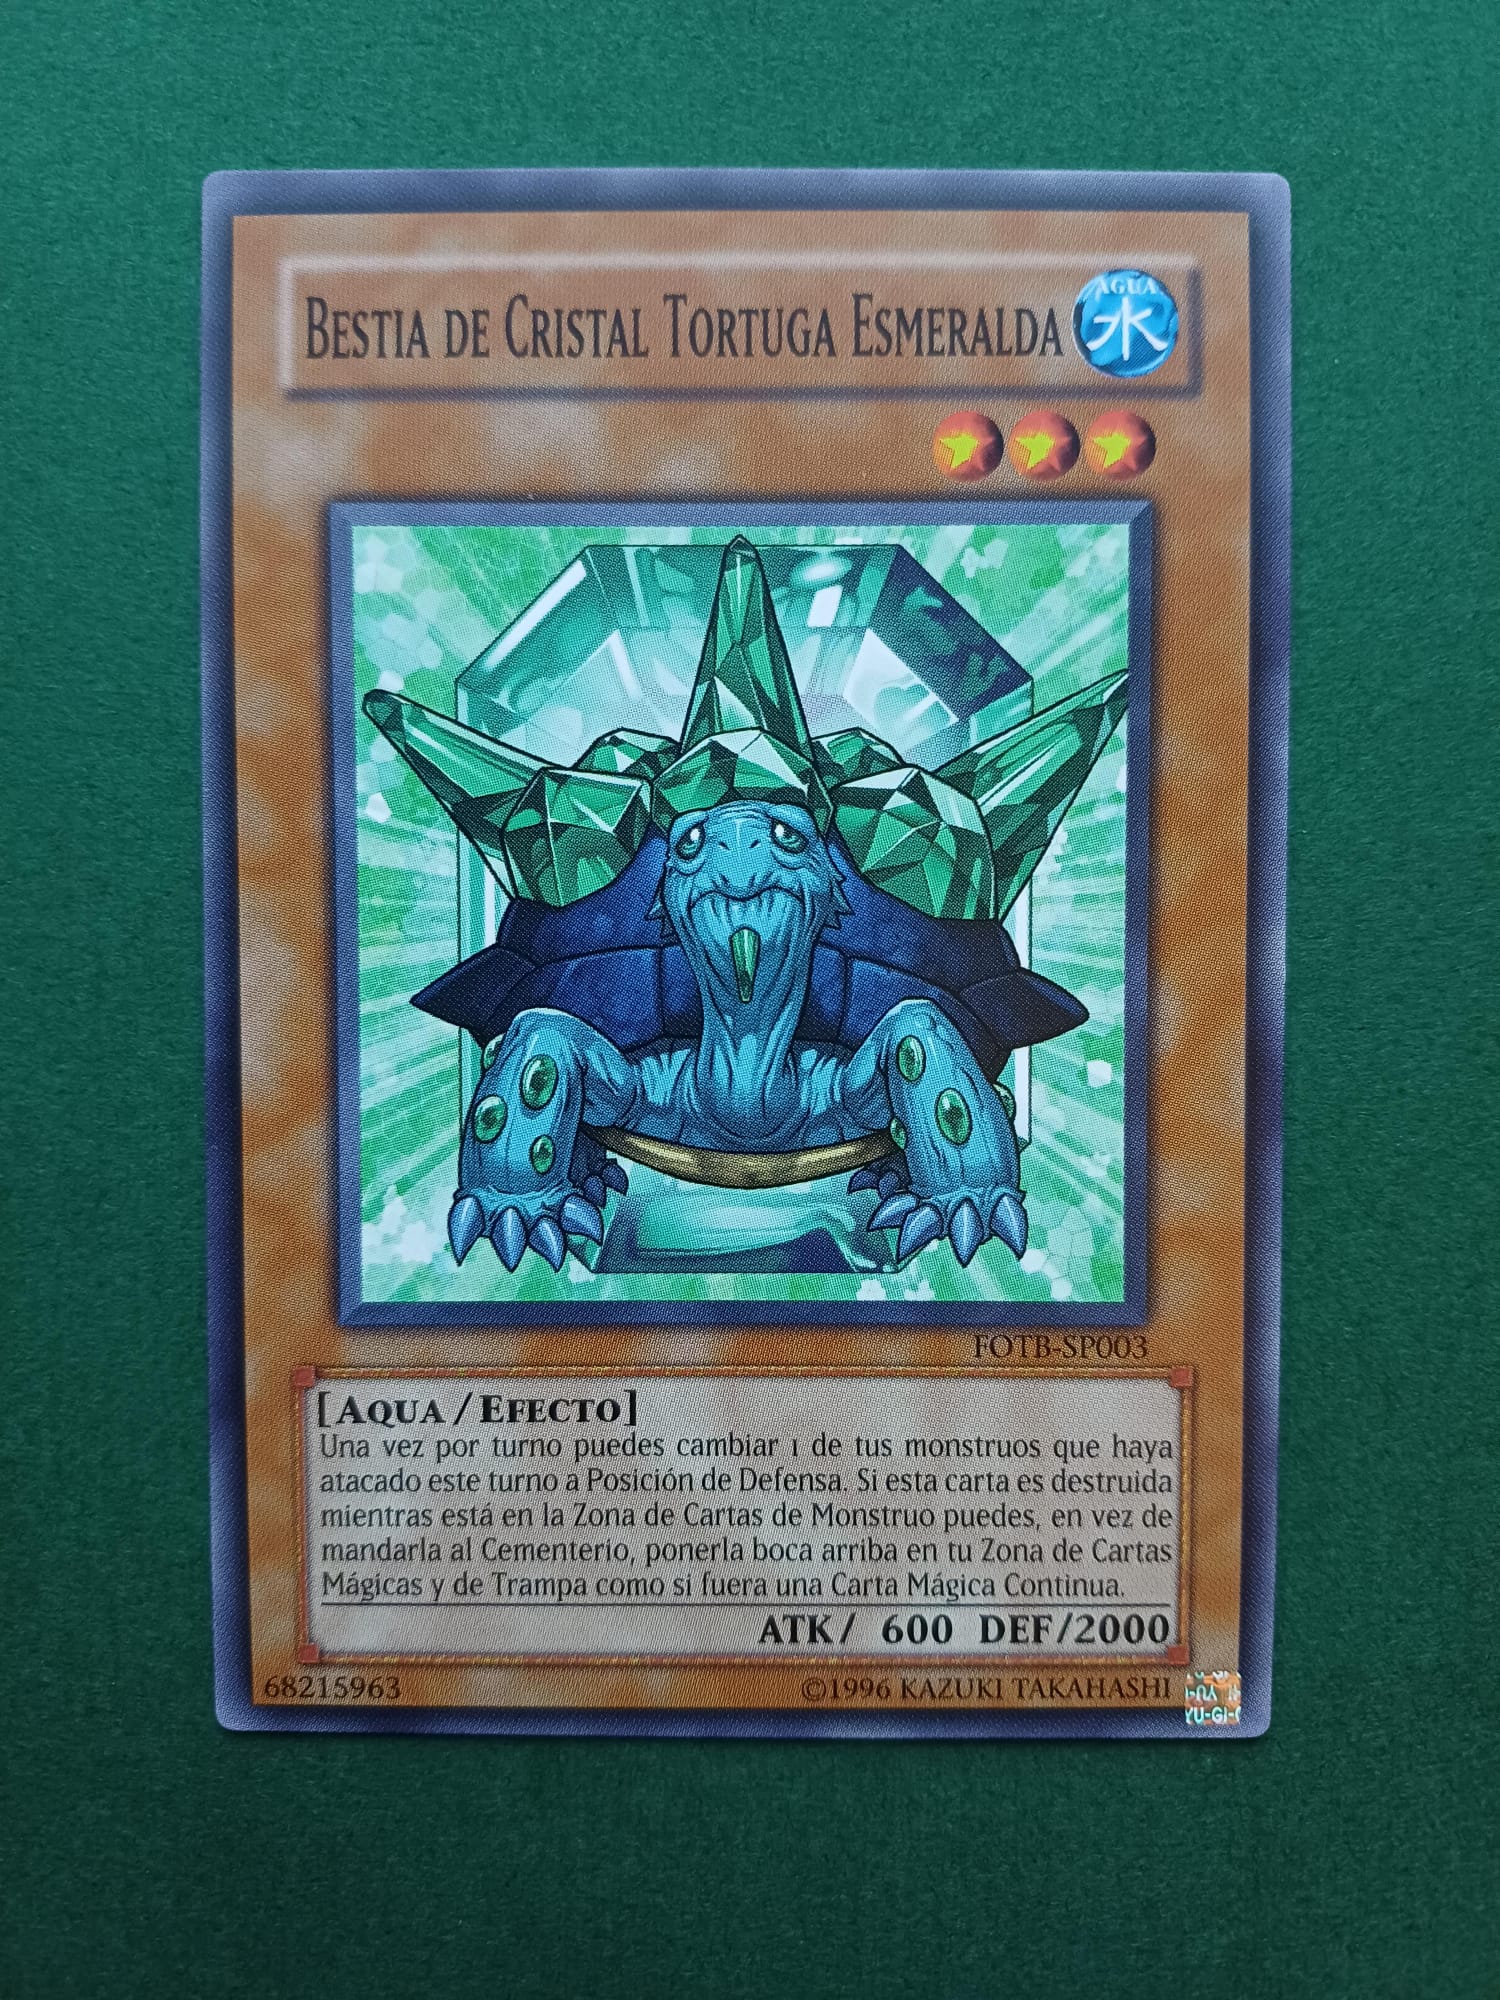 BESTIA DE CRISTAL TORTUGA ESMERALDA
AGUA
水
FOTB-SP003
[AQUA/EFECTO]
Una vez por turno puedes cambiar 1 de tus monstruos que haya
atacado este turno a Posición de Defensa. Si esta carta es destruida
mientras está en la Zona de Cartas de Monstruo puedes, en vez de
mandarla al Cementerio, ponerla boca arriba en tu Zona de Cartas
Mágicas y de Trampa como si fuera una Carta Mágica Continua.
ATK/ 600 DEF/2000
68215963
©1996 KAZUKI TAKAHASHI